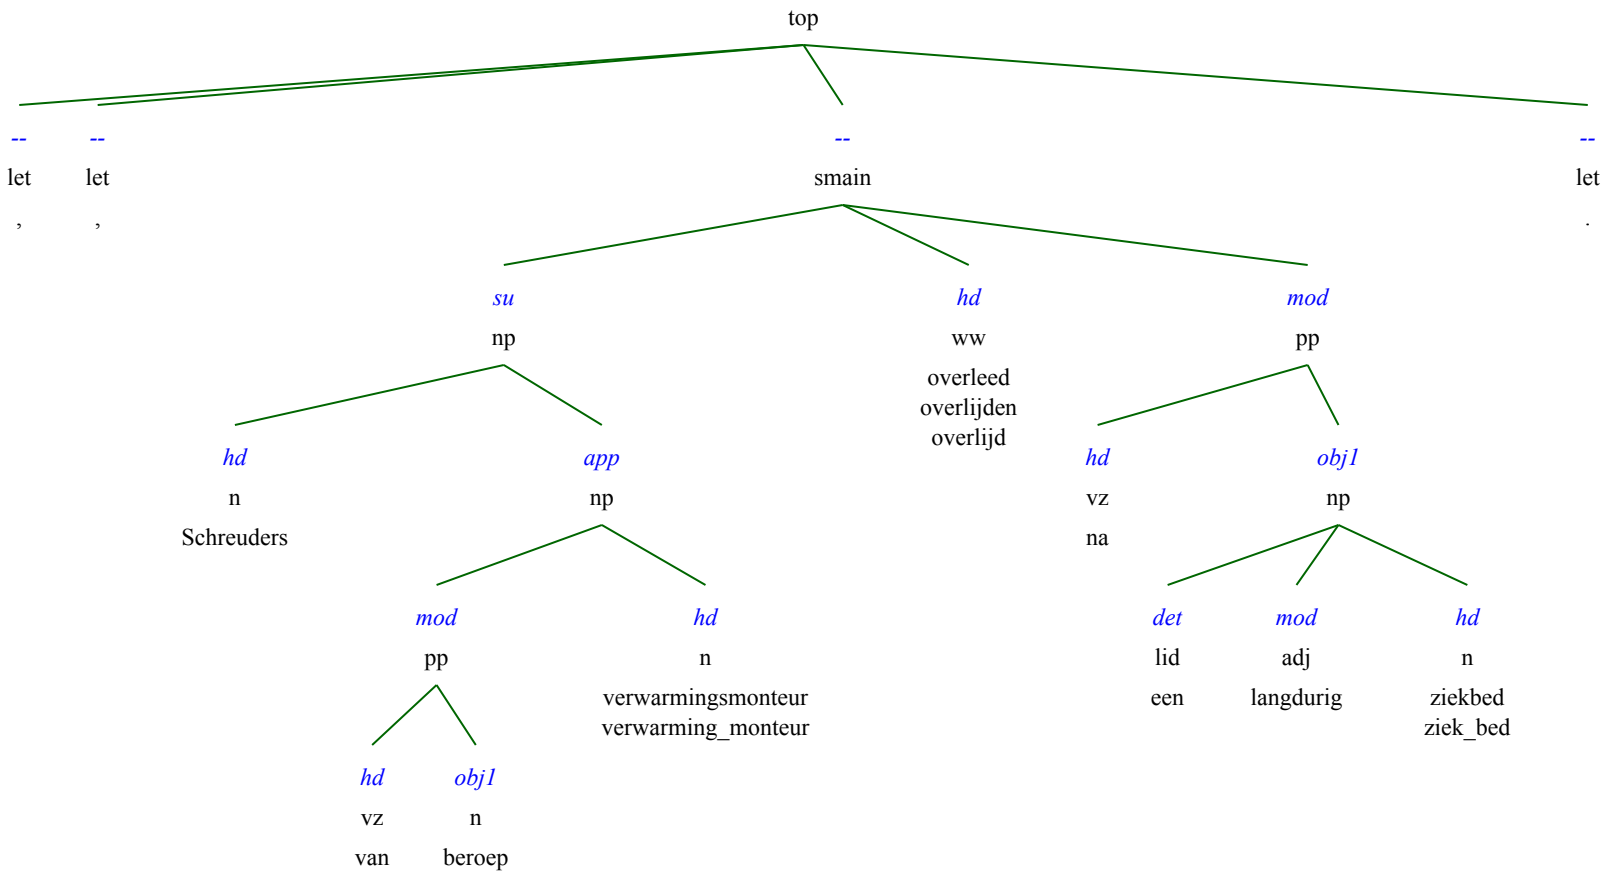 top
-- -- -- --
let let smain let
, , .
su hd mod
np ww pp
overleed
overlijden
overlijd
hd app hd obj1
n np vz np
Schreuders na
mod hd det mod hd
pp n lid adj n
verwarmingsmonteur een langdurig ziekbed
verwarming_monteur ziek_bed
hd obj1
vz n
van beroep